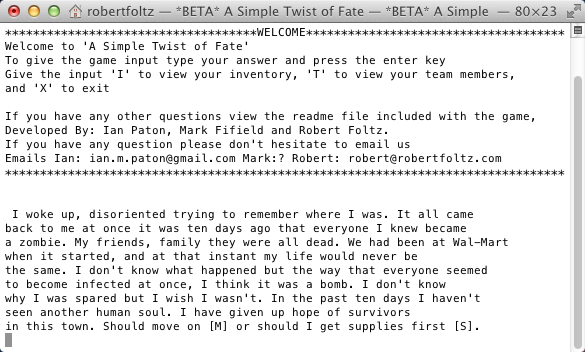 robertfoltz — *BETA* A Simple Twist of Fate — *BETA* A Simple — 80×23
************************************WELCOME*************************************
Welcome to 'A Simple Twist of Fate'
To give the game input type your answer and press the enter key
Give the input 'I' to view your inventory, 'T' to view your team members,
and 'X' to exit
If you have any other questions view the readme file included with the game,
Developed By: Ian Paton, Mark Fifield and Robert Foltz.
If you have any question please don't hesitate to email us
Emails Ian: ian.m.paton@gmail.com Mark:? Robert: robert@robertfoltz.com
********************************************************************************
I woke up, disoriented trying to remember where I was. It all came
back to me at once it was ten days ago that everyone I knew became
a zombie. My friends, family they were all dead. We had been at Wal-Mart
when it started, and at that instant my life would never be
the same. I don't know what happened but the way that everyone seemed
to become infected at once, I think it was a bomb. I don't know
why I was spared but I wish I wasn't. In the past ten days I haven't
seen another human soul. I have given up hope of survivors
in this town. Should move on [M] or should I get supplies first [S].